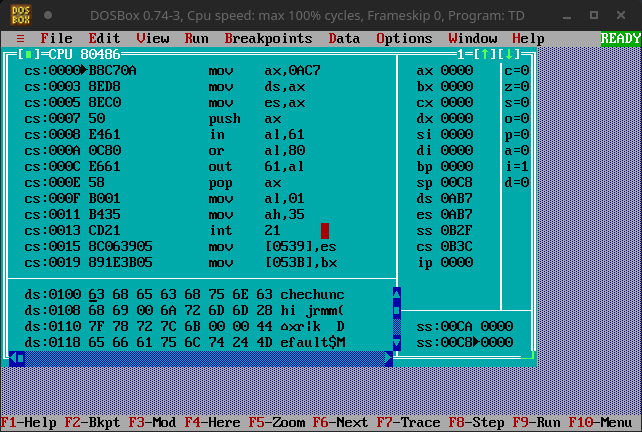 DOS BOX DOSBox 0.74-3, Cpu speed: max 100% cycles, Frameskip 0, Program: TD
≡ File Edit View Run Breakpoints Data Options Window Help READY
[■]=CPU 80486 1=[↑][↓]
cs:0000►B8C70A mov ax,0AC7 ax 0000 c=0
cs:0003 8ED8 mov ds,ax bx 0000 z=0
cs:0005 8EC0 mov es,ax cx 0000 s=0
cs:0007 50 push ax dx 0000 o=0
cs:0008 E461 in al,61 si 0000 p=0
cs:000A 0C80 or al,80 di 0000 a=0
cs:000C E661 out 61,al bp 0000 i=1
cs:000E 58 pop ax sp 00C8 d=0
cs:000F B001 mov al,01 ds 0AB7
cs:0011 B435 mov ah,35 es 0AB7
cs:0013 CD21 int 21 ss 0B2F
cs:0015 8C063905 mov [0539],es cs 0B3C
cs:0019 891E3B05 mov [053B],bx ip 0000
ds:0100 63 68 65 63 68 75 6E 63 chechunc
ds:0108 68 69 00 6A 72 6D 6D 28 hi jrmm(
ds:0110 7F 78 72 7C 6B 00 00 44 ⌂xr|k D
ds:0118 65 66 61 75 6C 74 24 4D efault$M
ss:00CA 0000
ss:00C8►0000
F1-Help F2-Bkpt F3-Mod F4-Here F5-Zoom F6-Next F7-Trace F8-Step F9-Run F10-Menu